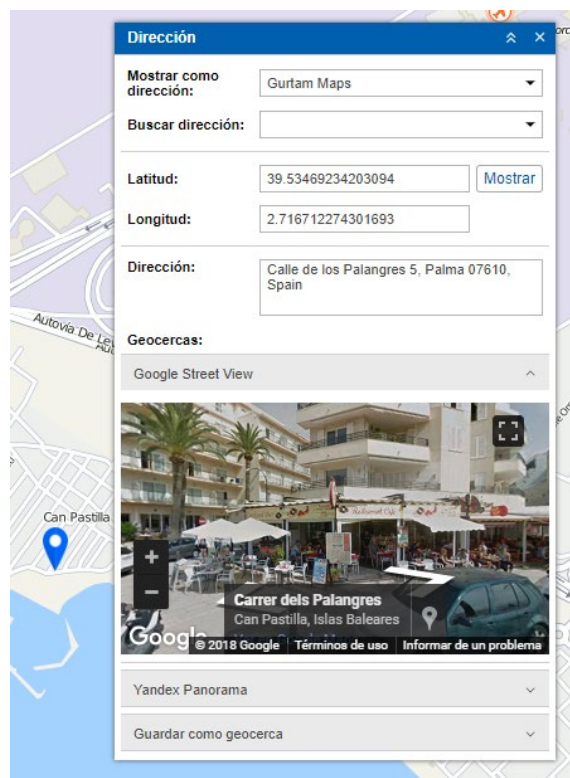 Dirección
Mostrar como
dirección:
Gurtam Maps
Buscar dirección:
Latitud:
39.53469234203094
Mostrar
Longitud:
2.716712274301693
Dirección:
Calle de los Palangres 5, Palma 07610,
Spain
Autovía De Le
Geocercas:
Google Street View
Restaurant Cafe
Can Pastilla
+
−
Carrer dels Palangres
Can Pastilla, Islas Baleares
Google
© 2018 Google
Términos de uso
Informar de un problema
Yandex Panorama
Guardar como geocerca